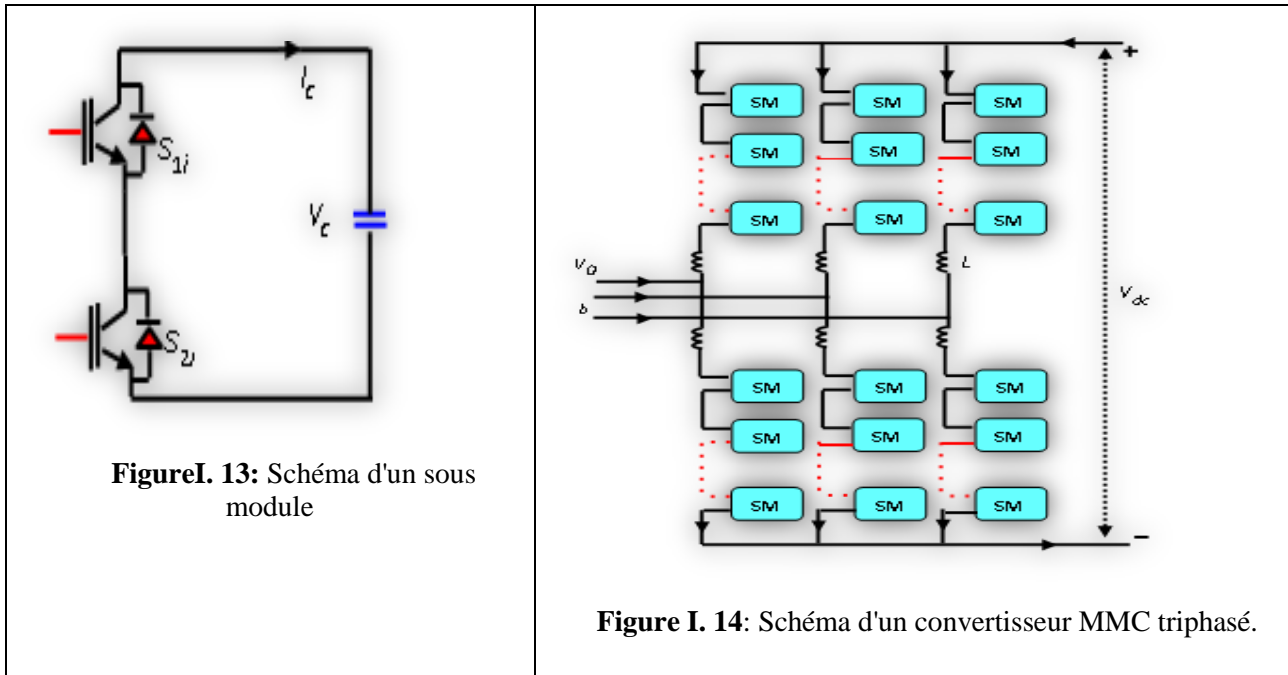 I_c
S_1i
V_c
S_2i
FigureI. 13: Schéma d'un sous
module
+
SM SM SM
SM SM SM
SM SM SM
L
v_a
b
V_dc
SM SM SM
SM SM SM
SM SM SM
−
Figure I. 14: Schéma d'un convertisseur MMC triphasé.